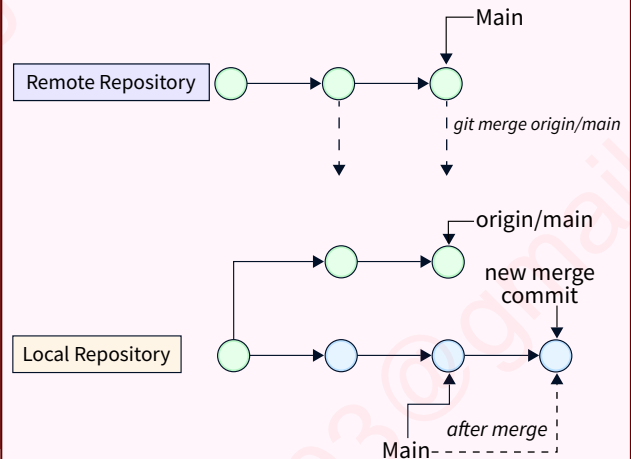 Main
Remote Repository
git merge origin/main
origin/main
new merge
commit
Local Repository
after merge
Main